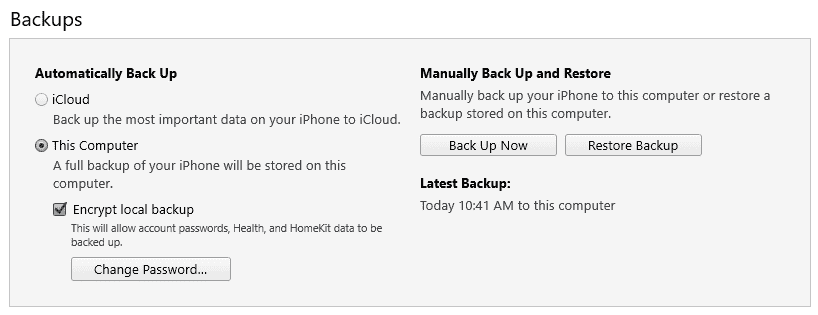 Backups
Automatically Back Up
iCloud
Back up the most important data on your iPhone to iCloud.
This Computer
A full backup of your iPhone will be stored on this
computer.
Encrypt local backup
This will allow account passwords, Health, and HomeKit data to be
backed up.
Change Password...
Manually Back Up and Restore
Manually back up your iPhone to this computer or restore a
backup stored on this computer.
Back Up Now
Restore Backup
Latest Backup:
Today 10:41 AM to this computer